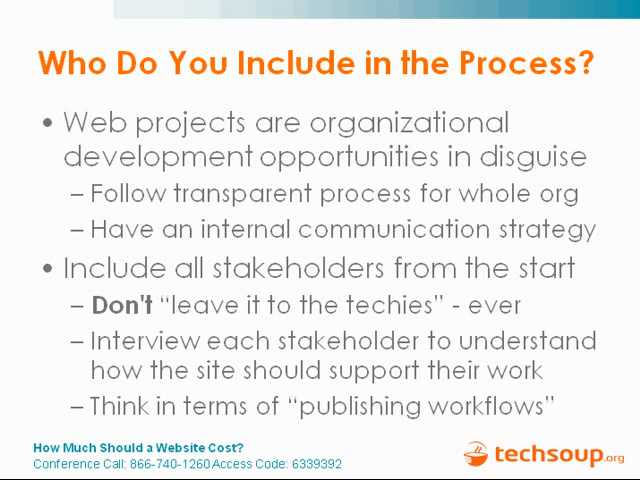 Who Do You Include in the Process?
• Web projects are organizational
development opportunities in disguise
– Follow transparent process for whole org
– Have an internal communication strategy
• Include all stakeholders from the start
– Don't “leave it to the techies” - ever
– Interview each stakeholder to understand
how the site should support their work
– Think in terms of “publishing workflows”
How Much Should a Website Cost?
Conference Call: 866-740-1260 Access Code: 6339392
techsoup.org